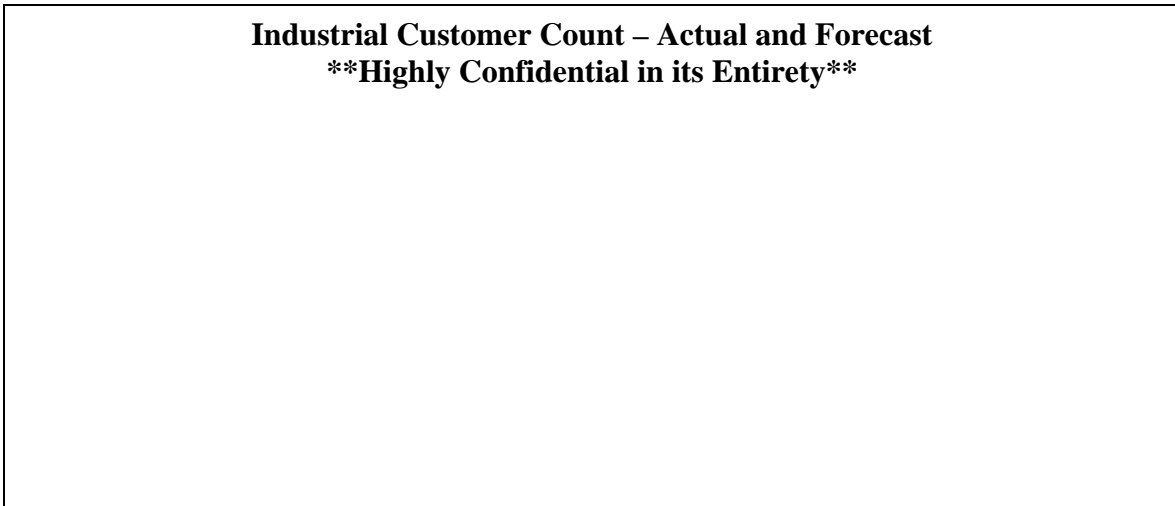 Industrial Customer Count – Actual and Forecast
**Highly Confidential in its Entirety**